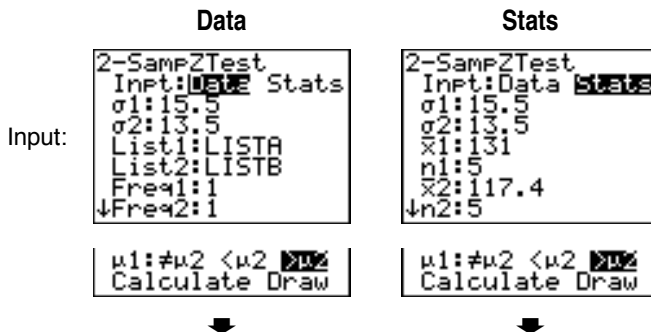 Data
Stats
Input:
2-SampZTest
Inpt:Data Stats
σ1:15.5
σ2:13.5
List1:LISTA
List2:LISTB
Freq1:1
↓Freq2:1
μ1:≠μ2 <μ2 >μ2
Calculate Draw
2-SampZTest
Inpt:Data Stats
σ1:15.5
σ2:13.5
x̄1:131
n1:5
x̄2:117.4
↓n2:5
μ1:≠μ2 <μ2 >μ2
Calculate Draw